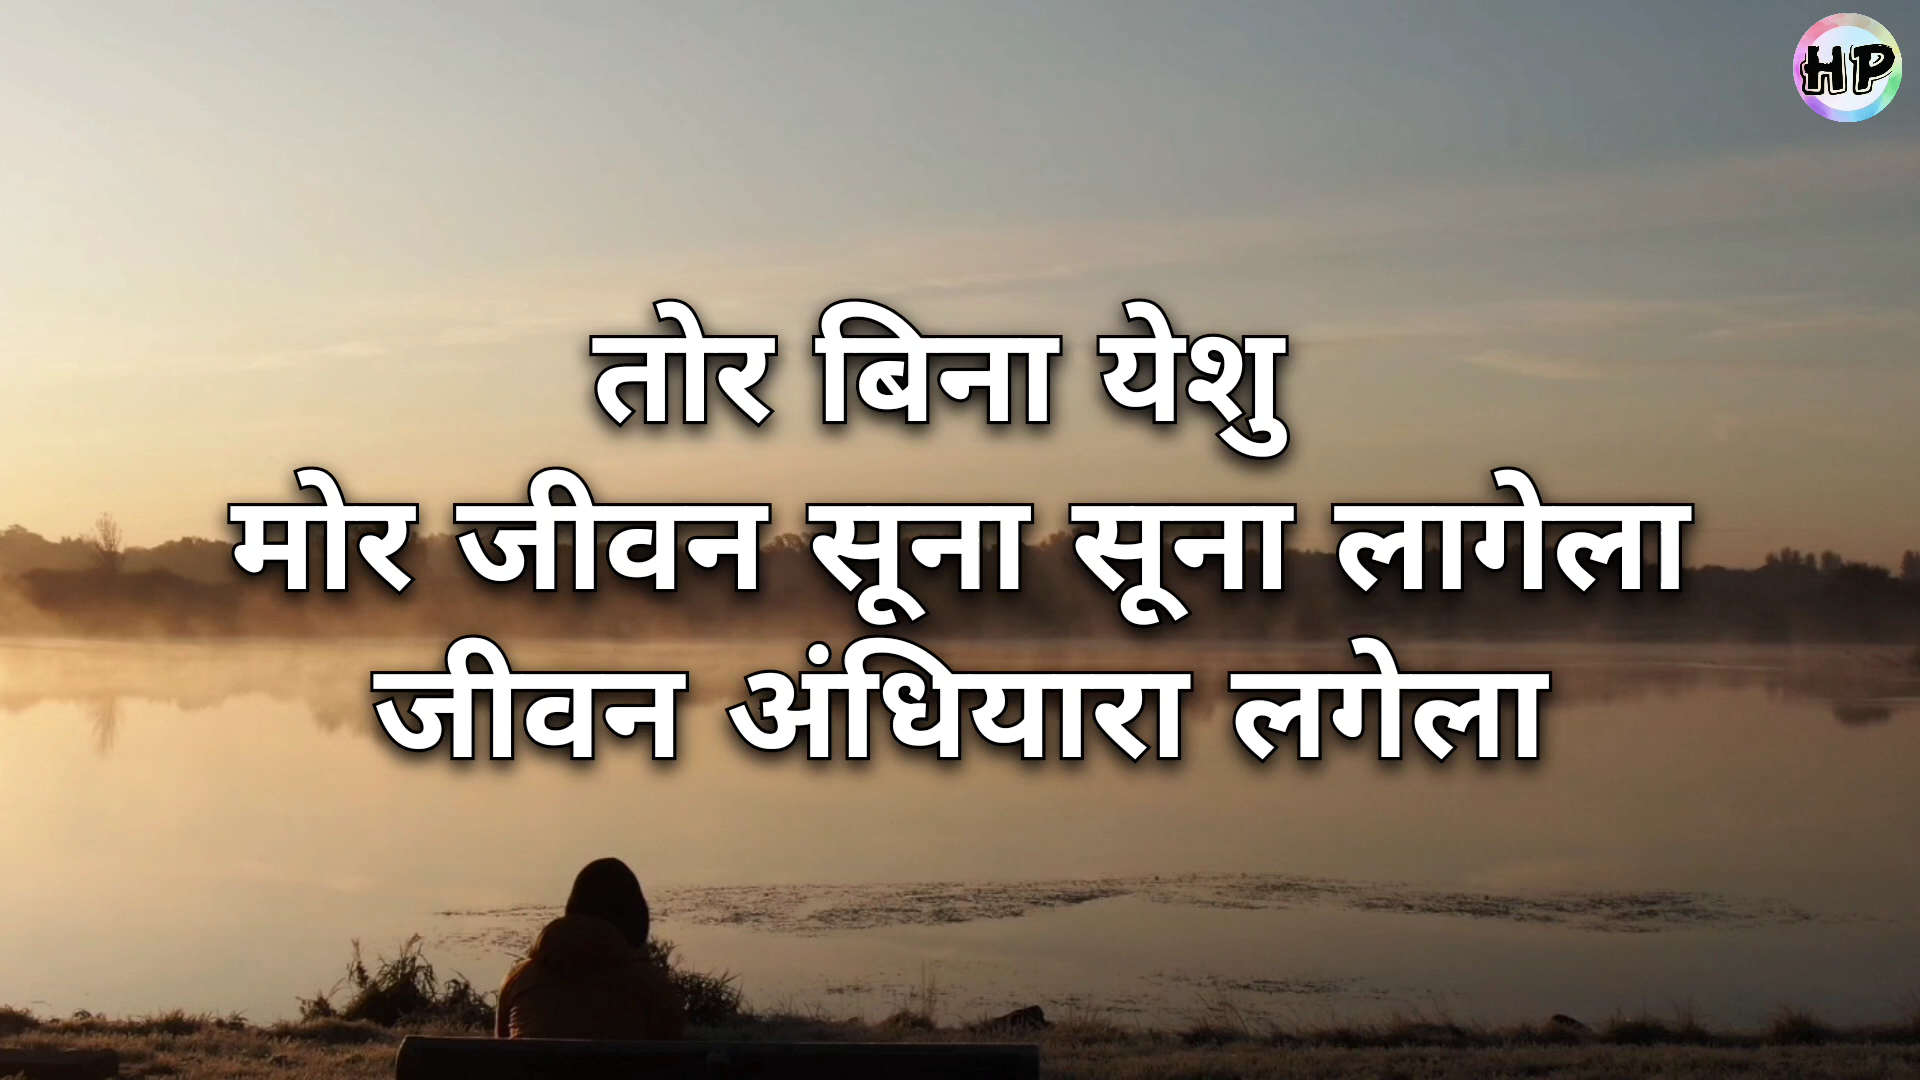 HP
तोर बिना येशु
मोर जीवन सूना सूना लागेला
जीवन अंधियारा लगेला